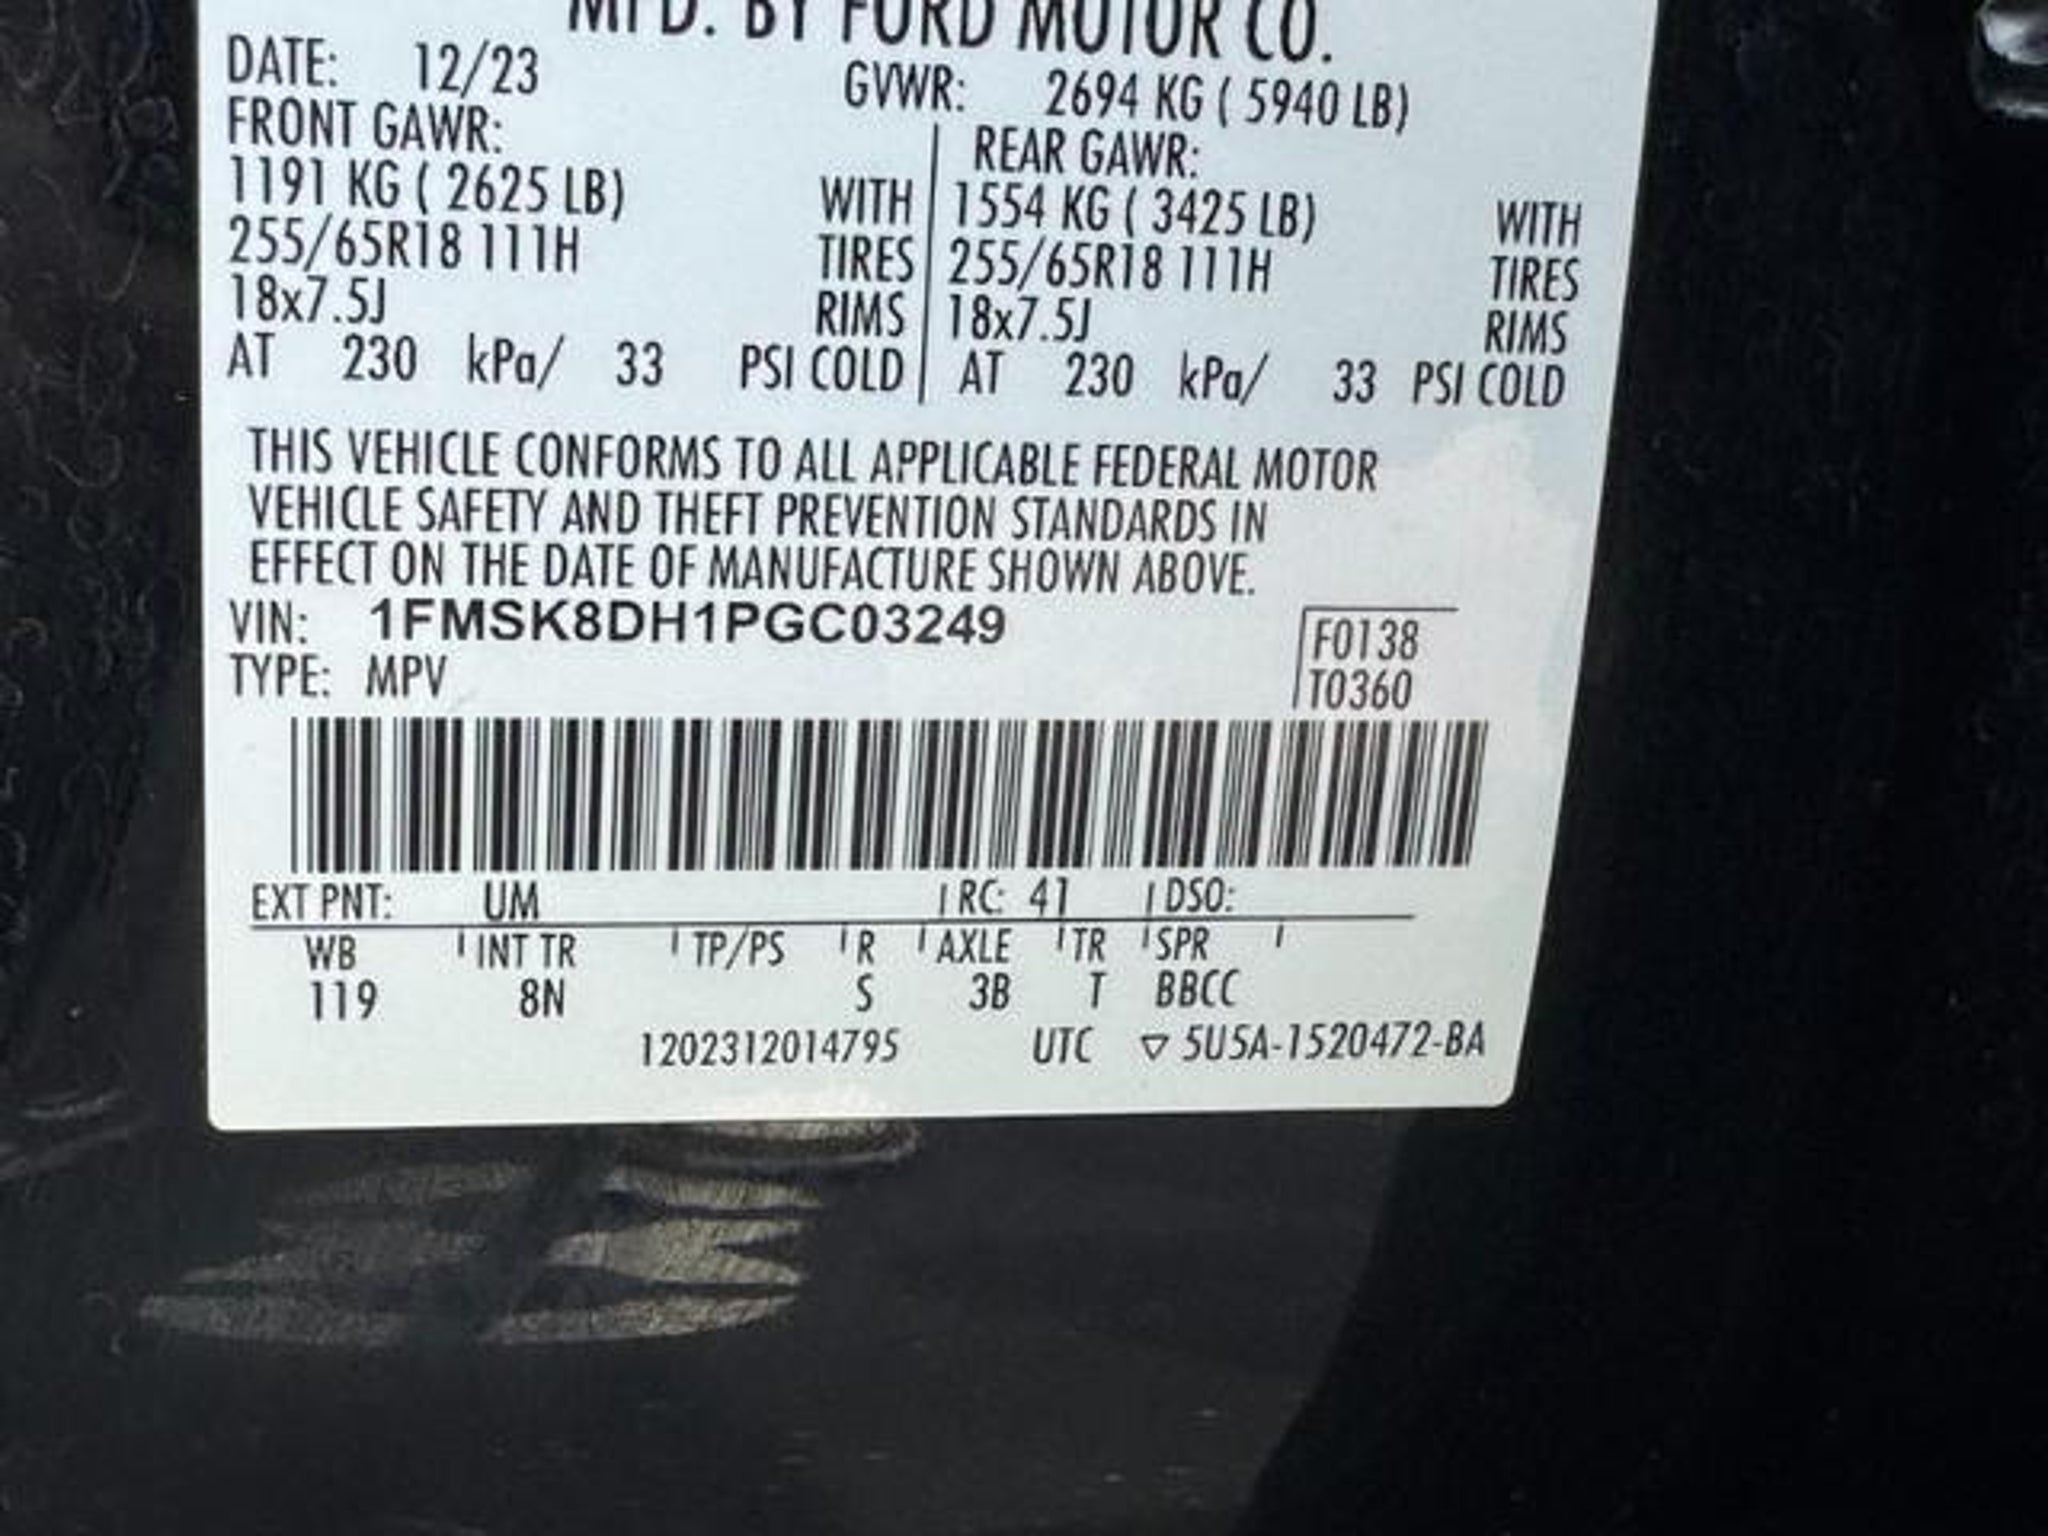 MFD. BY FORD MOTOR CO.
DATE: 12/23 GVWR: 2694 KG ( 5940 LB)
FRONT GAWR: REAR GAWR:
1191 KG ( 2625 LB) WITH 1554 KG ( 3425 LB) WITH
255/65R18 111H TIRES 255/65R18 111H TIRES
18x7.5J RIMS 18x7.5J RIMS
AT 230 kPa/ 33 PSI COLD AT 230 kPa/ 33 PSI COLD
THIS VEHICLE CONFORMS TO ALL APPLICABLE FEDERAL MOTOR
VEHICLE SAFETY AND THEFT PREVENTION STANDARDS IN
EFFECT ON THE DATE OF MANUFACTURE SHOWN ABOVE.
VIN: 1FMSK8DH1PGC03249 F0138
TYPE: MPV T0360
EXT PNT: UM RC: 41 DSO:
WB INT TR TP/PS R AXLE TR SPR
119 8N S 3B T BBCC
1202312014795 UTC ▽ 5U5A-1520472-BA